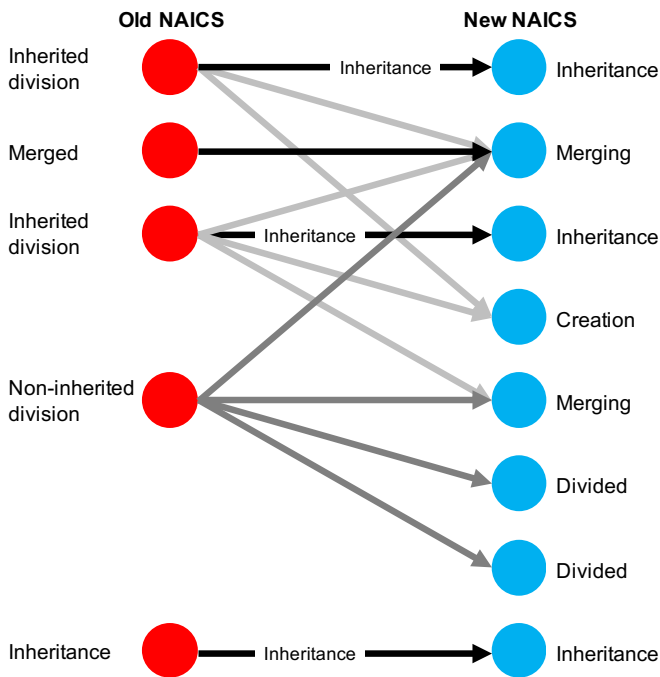 Old NAICS New NAICS
Inherited
division
Inheritance
Inheritance
Merged
Merging
Inherited
division
Inheritance
Inheritance
Creation
Non-inherited
division
Merging
Divided
Divided
Inheritance
Inheritance
Inheritance